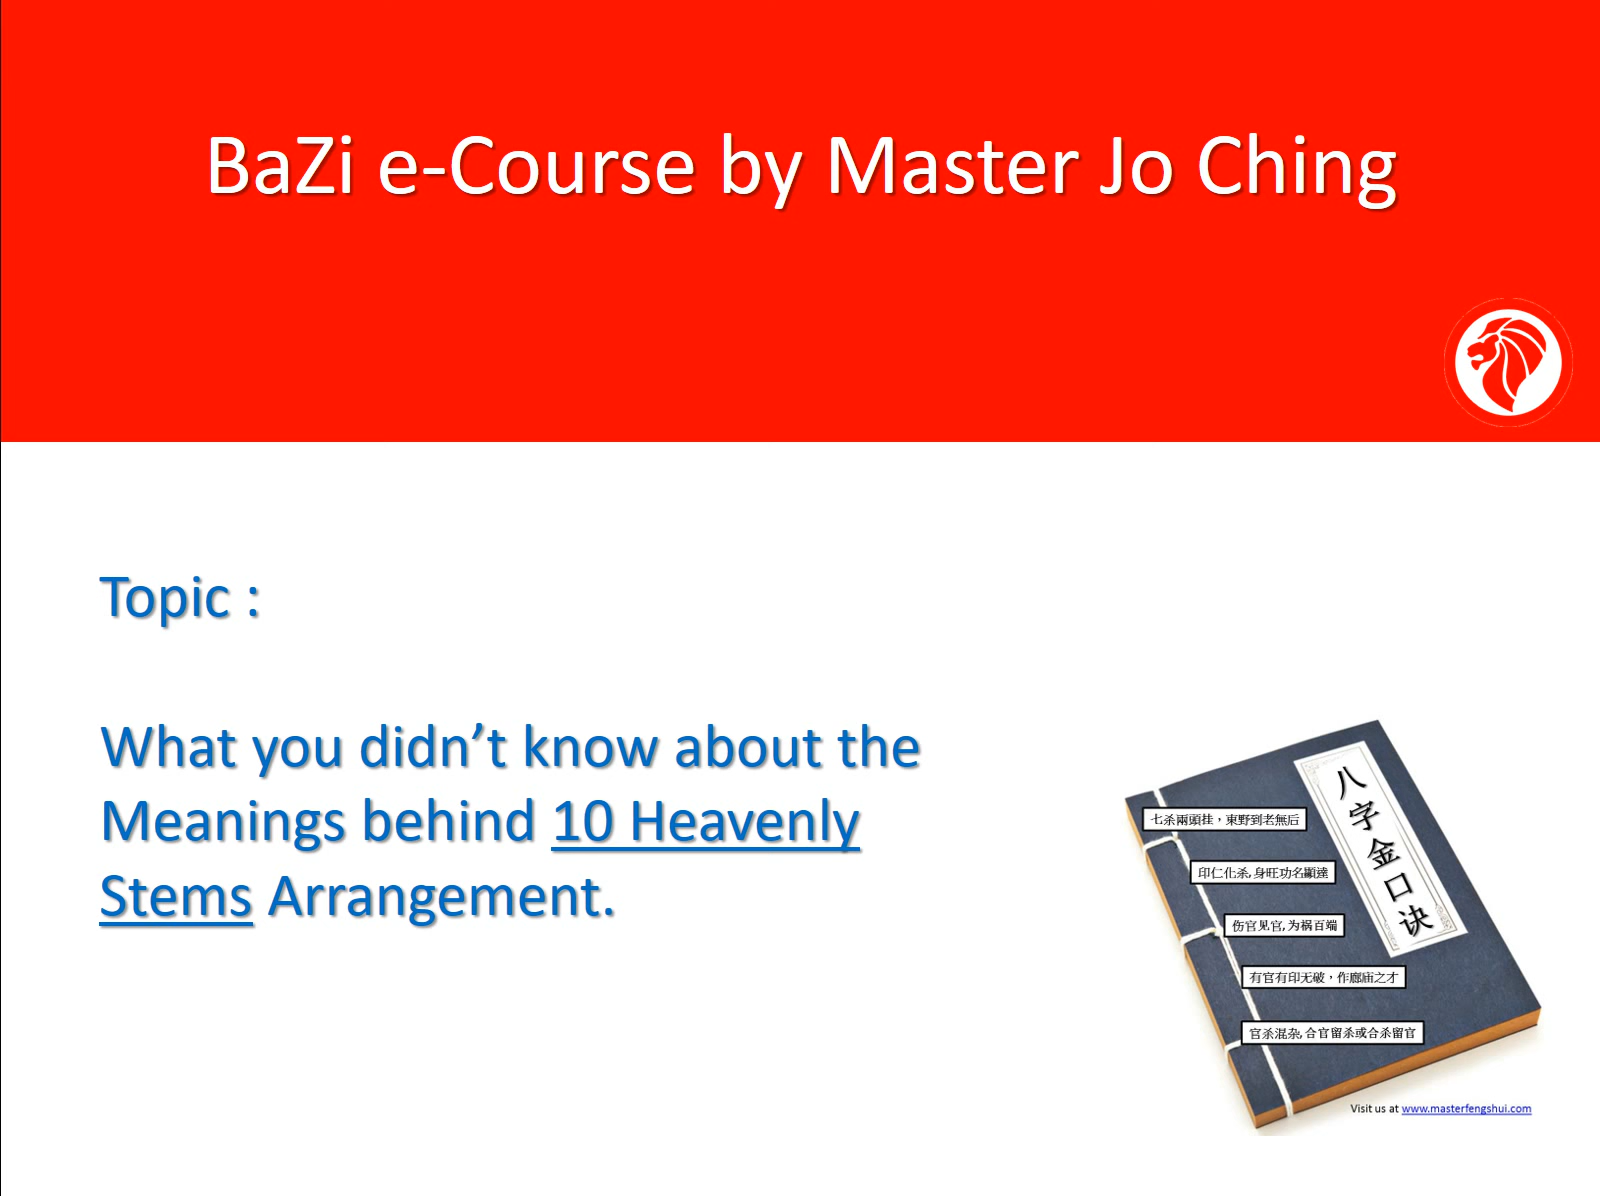 BaZi e-Course by Master Jo Ching
Topic :
What you didn’t know about the
Meanings behind 10 Heavenly
Stems Arrangement.
八字金口诀
七杀兩頭挂，東野到老無后
印仁化杀,身旺功名顯達
伤官见官,为祸百端
有官有印无破，作廊庙之才
官杀混杂,合官留杀或合杀留官
Visit us at www.masterfengshui.com